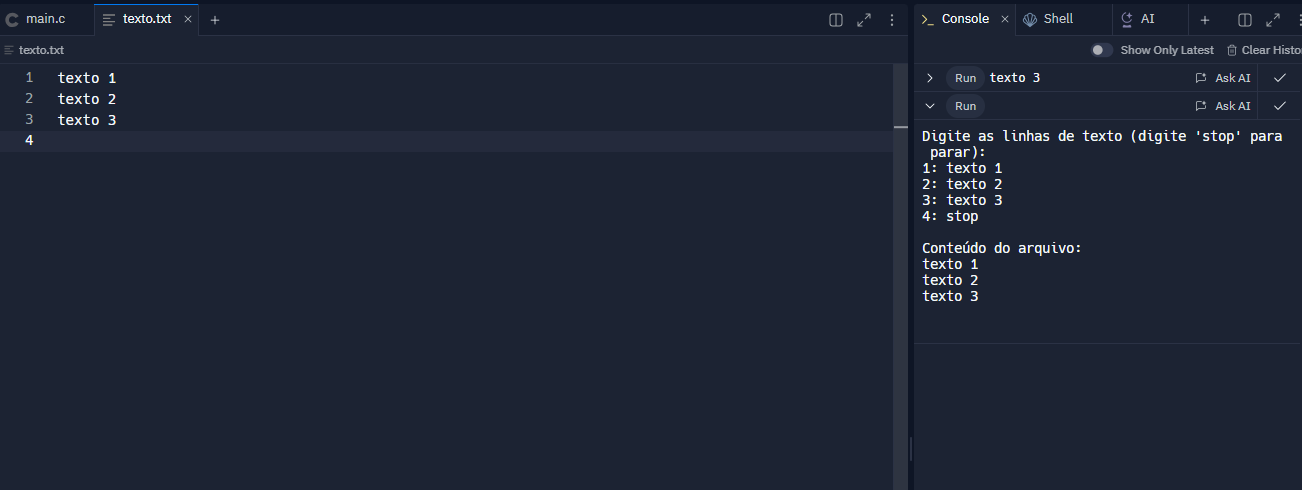 main.c texto.txt
texto.txt
1 texto 1
2 texto 2
3 texto 3
4
Console Shell AI
Show Only Latest Clear Histo
Run texto 3 Ask AI
Run Ask AI
Digite as linhas de texto (digite 'stop' para
parar):
1: texto 1
2: texto 2
3: texto 3
4: stop
Conteúdo do arquivo:
texto 1
texto 2
texto 3